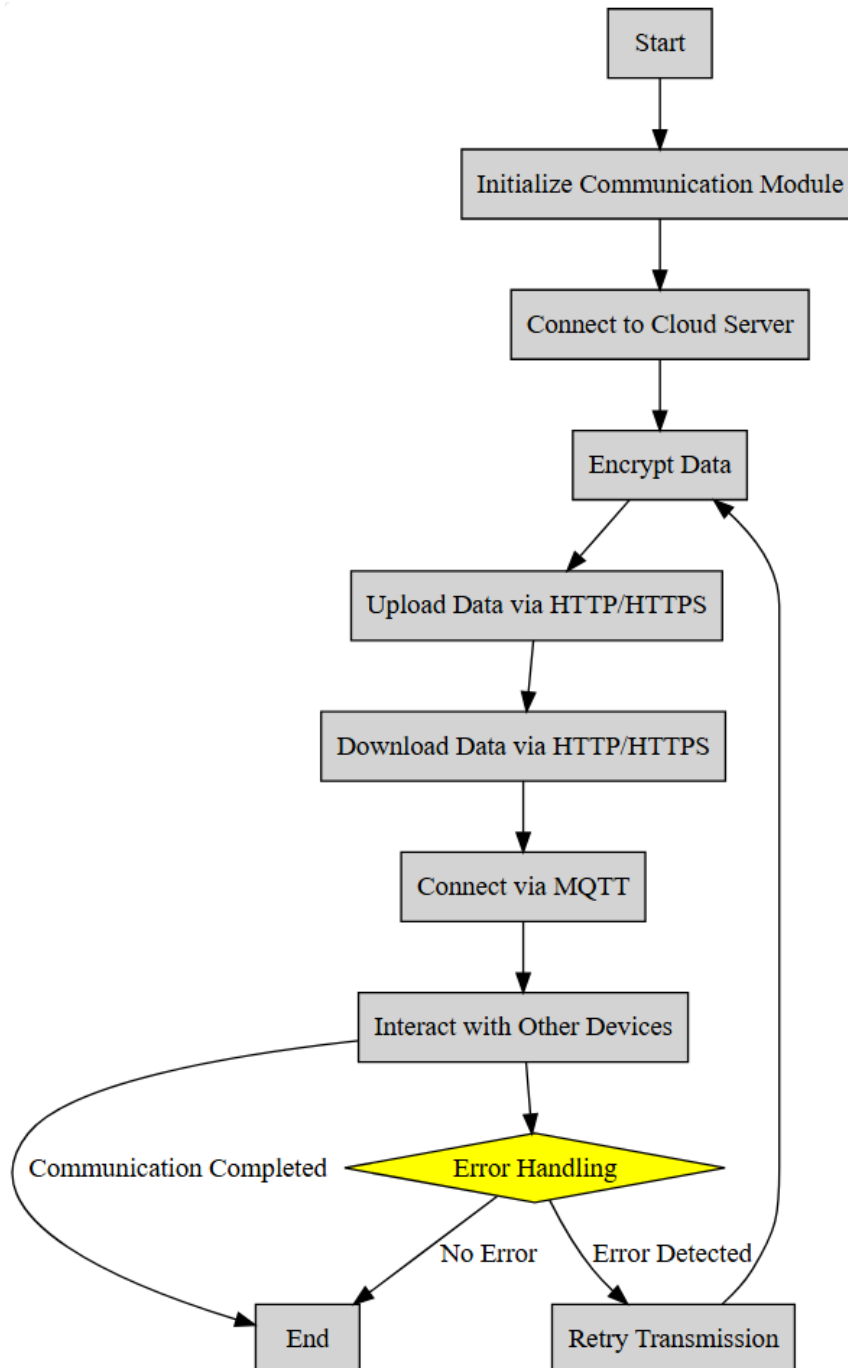 Start
Initialize Communication Module
Connect to Cloud Server
Encrypt Data
Upload Data via HTTP/HTTPS
Download Data via HTTP/HTTPS
Connect via MQTT
Interact with Other Devices
Communication Completed
Error Handling
No Error
Error Detected
End
Retry Transmission